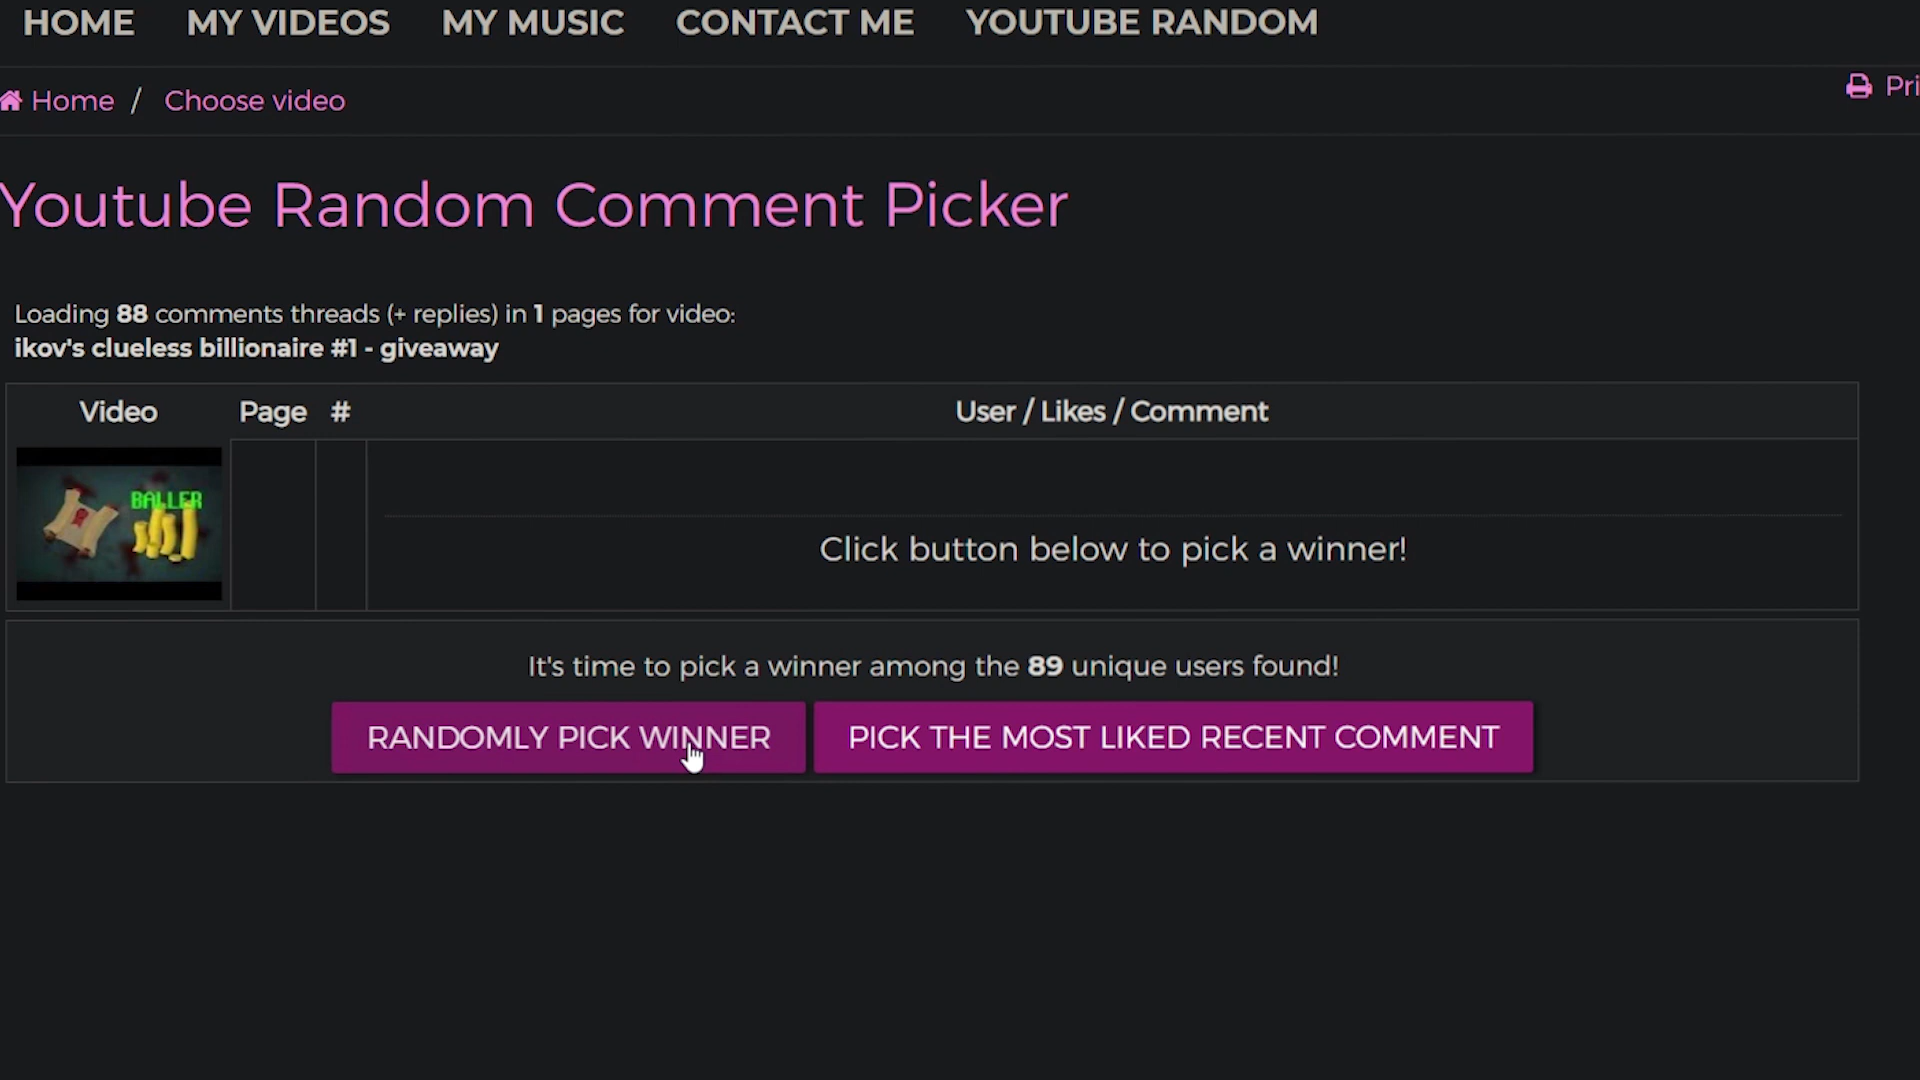 HOME MY VIDEOS MY MUSIC CONTACT ME YOUTUBE RANDOM
Home / Choose video
Pri
Youtube Random Comment Picker
Loading 88 comments threads (+ replies) in 1 pages for video:
ikov's clueless billionaire #1 - giveaway
Video Page # User / Likes / Comment
BALLER
Click button below to pick a winner!
It's time to pick a winner among the 89 unique users found!
RANDOMLY PICK WINNER PICK THE MOST LIKED RECENT COMMENT